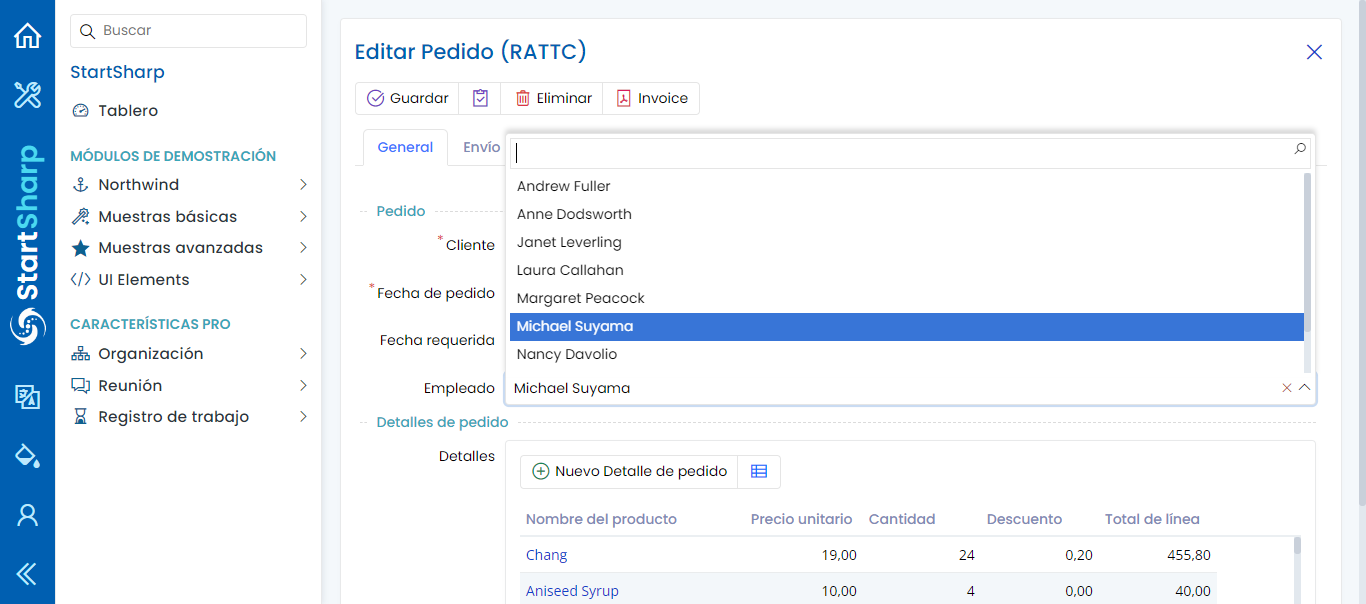 StartSharp
Buscar
StartSharp
Tablero
MÓDULOS DE DEMOSTRACIÓN
Northwind
Muestras básicas
Muestras avanzadas
UI Elements
CARACTERÍSTICAS PRO
Organización
Reunión
Registro de trabajo
Editar Pedido (RATTC)
Guardar Eliminar Invoice
General Envío
Pedido
* Cliente
* Fecha de pedido
Fecha requerida
Empleado
Andrew Fuller
Anne Dodsworth
Janet Leverling
Laura Callahan
Margaret Peacock
Michael Suyama
Nancy Davolio
Michael Suyama
Detalles de pedido
Detalles
Nuevo Detalle de pedido
Nombre del producto Precio unitario Cantidad Descuento Total de línea
Chang 19,00 24 0,20 455,80
Aniseed Syrup 10,00 4 0,00 40,00